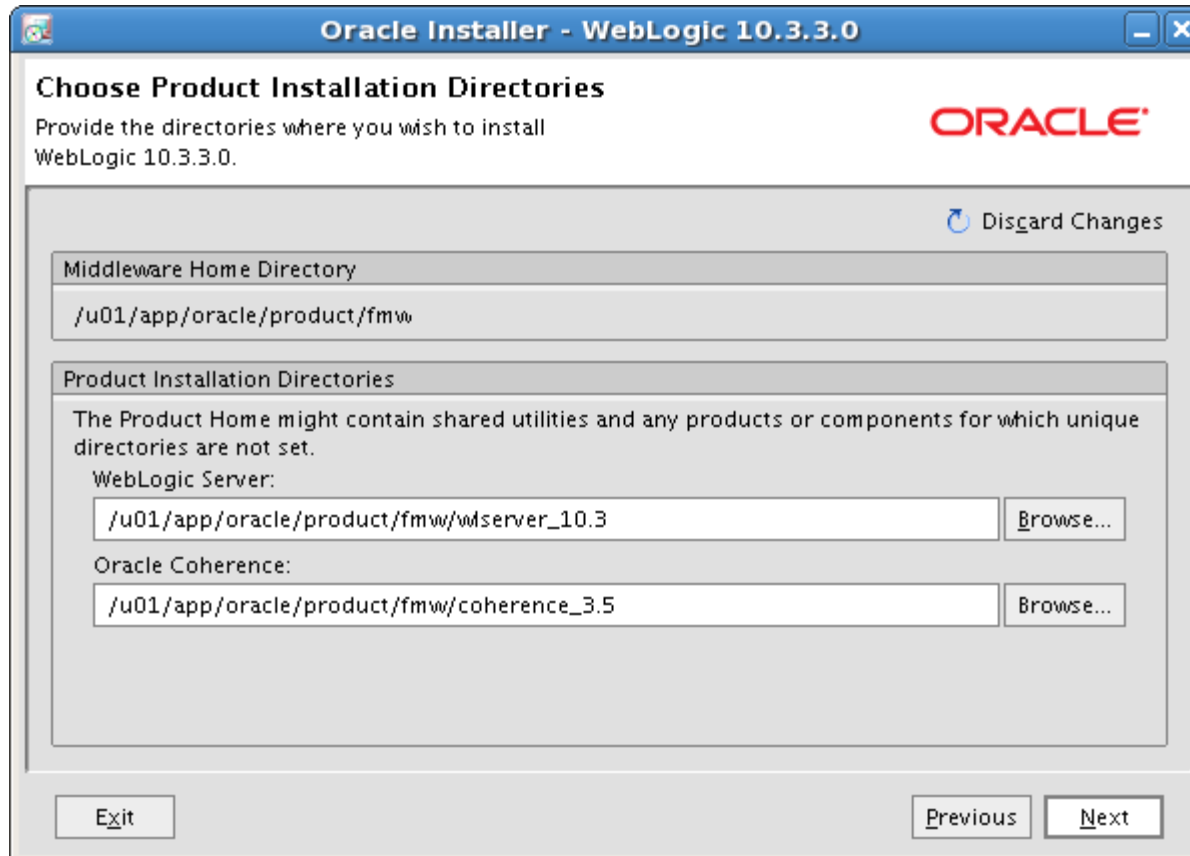 Oracle Installer - WebLogic 10.3.3.0
Choose Product Installation Directories
Provide the directories where you wish to install
WebLogic 10.3.3.0.
ORACLE
Discard Changes
Middleware Home Directory
/u01/app/oracle/product/fmw
Product Installation Directories
The Product Home might contain shared utilities and any products or components for which unique
directories are not set.
WebLogic Server:
/u01/app/oracle/product/fmw/wlserver_10.3
Browse...
Oracle Coherence:
/u01/app/oracle/product/fmw/coherence_3.5
Browse...
Exit
Previous
Next